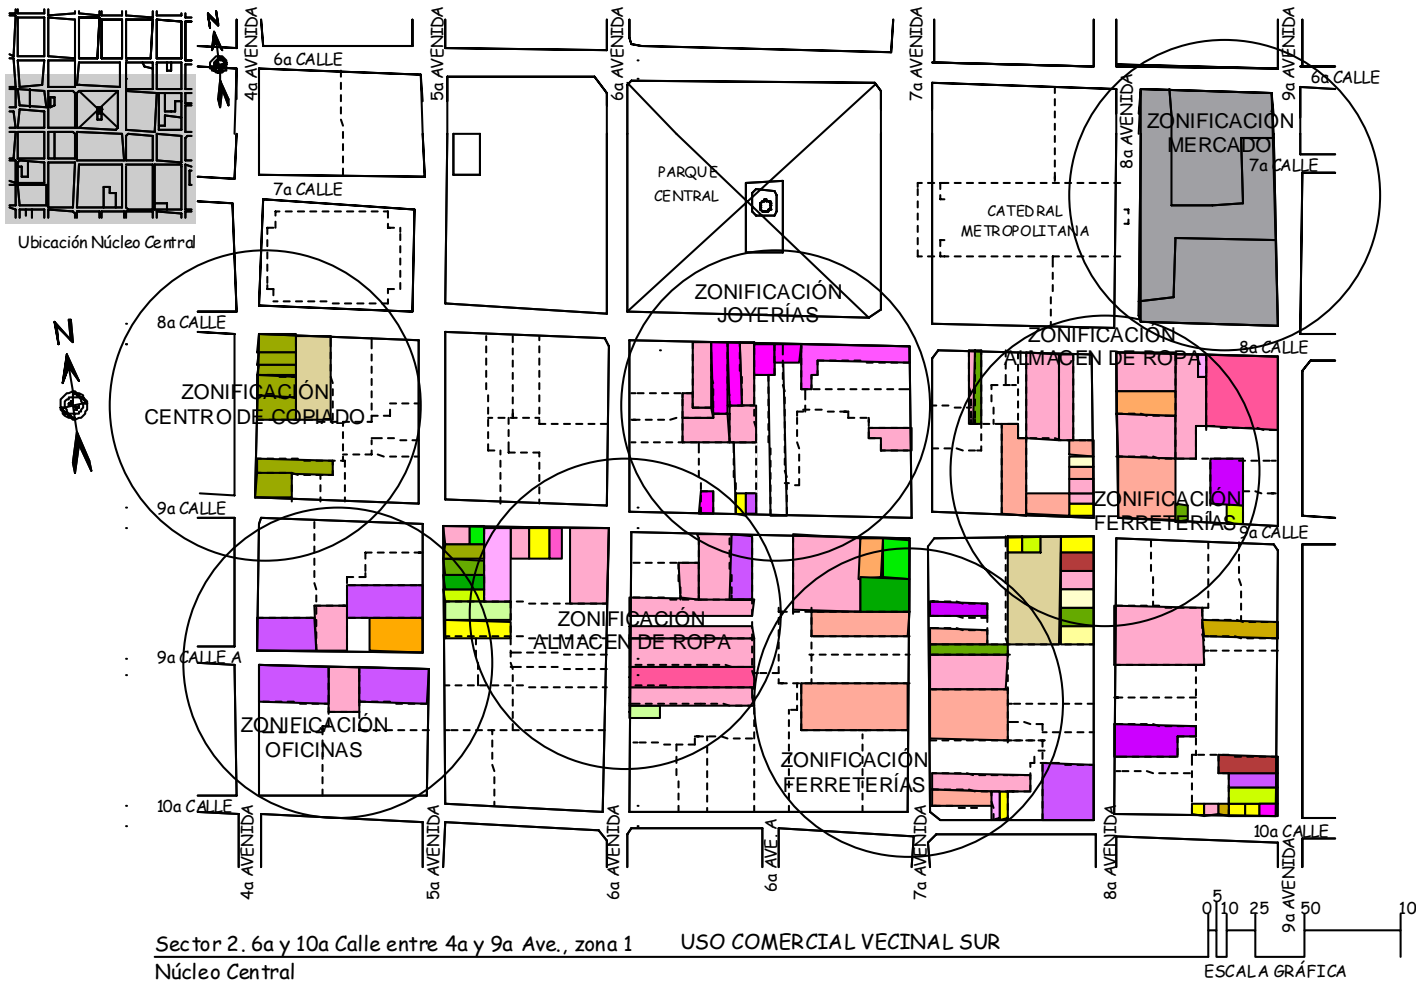 N
N
4a AVENIDA
5a AVENIDA
6a AVENIDA
7a AVENIDA
8a AVENIDA
9a AVENIDA
6a CALLE
6a CALLE
ZONIFICACIÓN
MERCADO
7a CALLE
7a CALLE
PARQUE
CENTRAL
CATEDRAL
METROPOLITANA
Ubicación Núcleo Central
ZONIFICACIÓN
JOYERÍAS
8a CALLE
8a CALLE
ZONIFICACIÓN
ALMACEN DE ROPA
ZONIFICACIÓN
CENTRO DE COPIADO
9a CALLE
9a CALLE
ZONIFICACIÓN
FERRETERÍAS
ZONIFICACIÓN
ALMACEN DE ROPA
9a CALLE A
ZONIFICACIÓN
OFICINAS
ZONIFICACIÓN
FERRETERÍAS
10a CALLE
10a CALLE
4a AVENIDA
5a AVENIDA
6a AVENIDA
6a AVE. A
7a AVENIDA
8a AVENIDA
9a AVENIDA
0 5 10 25 50 10
ESCALA GRÁFICA
Sector 2. 6a y 10a Calle entre 4a y 9a Ave., zona 1 USO COMERCIAL VECINAL SUR
Núcleo Central